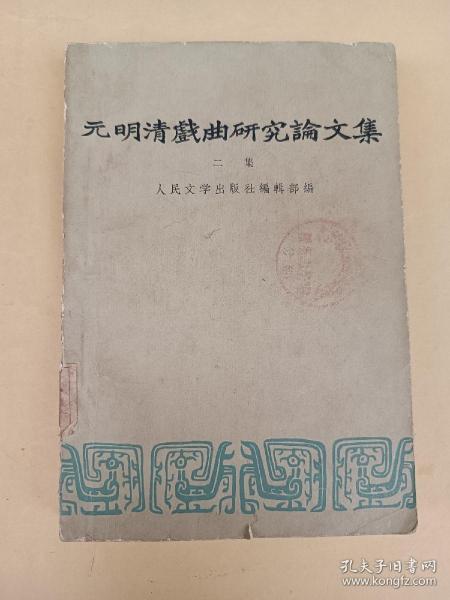 元明清戲曲研究論文集
二 集
人民文学出版社編輯部編
孔夫子旧书网
www.kongfz.com